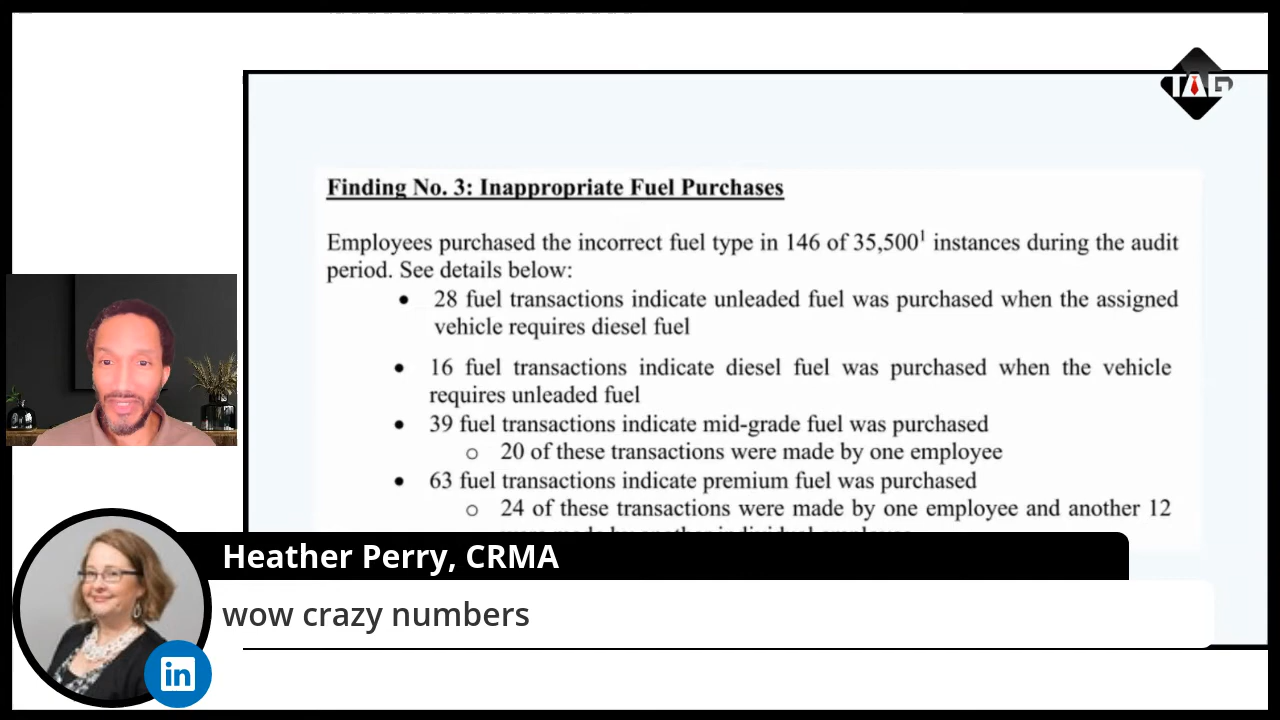 TAG
Finding No. 3: Inappropriate Fuel Purchases
Employees purchased the incorrect fuel type in 146 of 35,500¹ instances during the audit
period. See details below:
• 28 fuel transactions indicate unleaded fuel was purchased when the assigned
vehicle requires diesel fuel
• 16 fuel transactions indicate diesel fuel was purchased when the vehicle
requires unleaded fuel
• 39 fuel transactions indicate mid-grade fuel was purchased
o 20 of these transactions were made by one employee
• 63 fuel transactions indicate premium fuel was purchased
o 24 of these transactions were made by one employee and another 12
Heather Perry, CRMA
wow crazy numbers
in